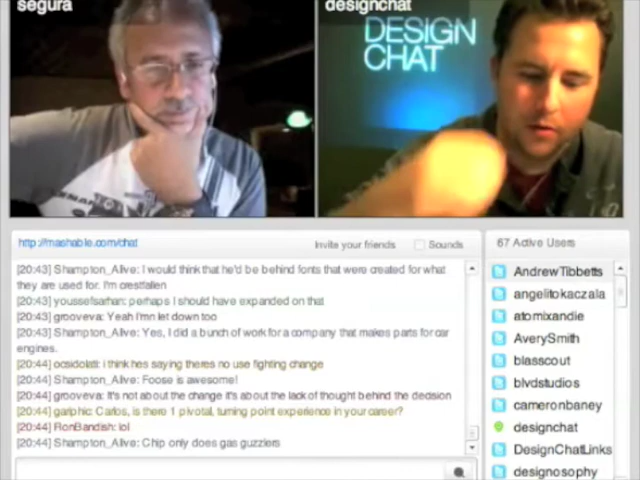 segura
designchat
DESIGN
CHAT
http://mashable.com/chat
Invite your friends
Sounds
67 Active Users
[20:43] Shampton_Alive: I would think that he'd be behind fonts that were created for what
they are used for. I'm crestfallen
[20:43] youssefsarhan: perhaps I should have expanded on that
[20:43] grooveva: Yeah I'mn let down too
[20:43] Shampton_Alive: Yes, I did a bunch of work for a company that makes parts for car
engines.
[20:44] ocsidolati: i think hes saying theres no use fighting change
[20:44] Shampton_Alive: Foose is awesome!
[20:44] grooveva: It's not about the change it's about the lack of thought behind the decision
[20:44] garlphic: Carlos, is there 1 pivotal, turning point experience in your career?
[20:44] RonBandish: lol
[20:44] Shampton_Alive: Chip only does gas guzzlers
AndrewTibbetts
angelitokaczala
atomixandie
AverySmith
blasscout
blvdstudios
cameronbaney
designchat
DesignChatLinks
designosophy